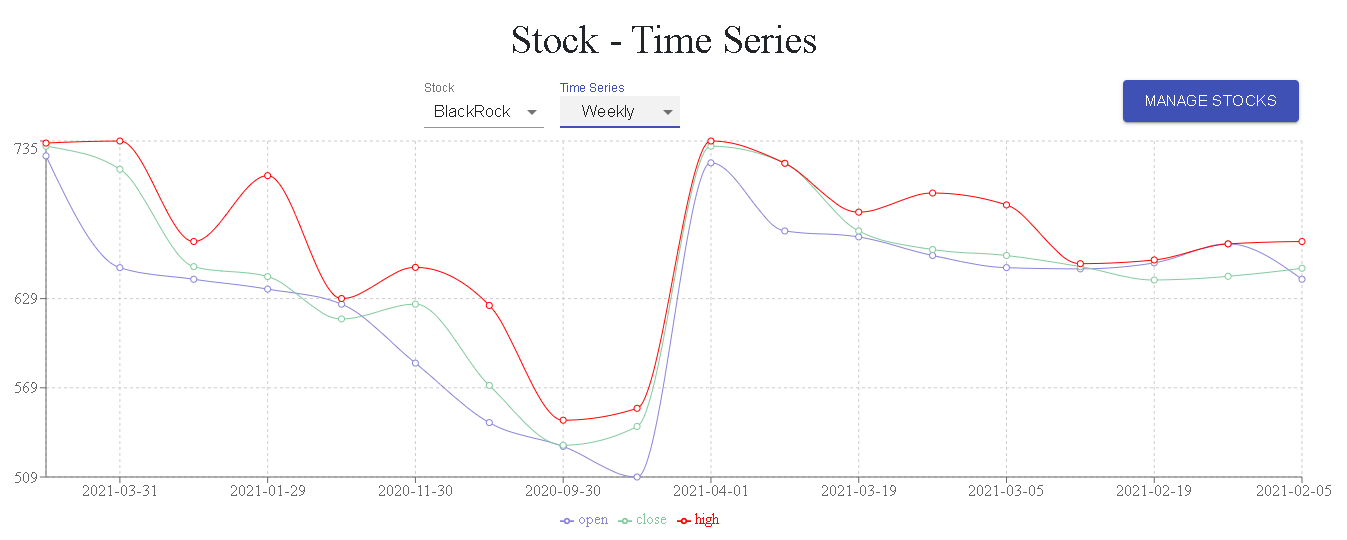 Stock - Time Series
Stock
Time Series
BlackRock
Weekly
MANAGE STOCKS
735
629
569
509
2021-03-31
2021-01-29
2020-11-30
2020-09-30
2021-04-01
2021-03-19
2021-03-05
2021-02-19
2021-02-05
open
close
high